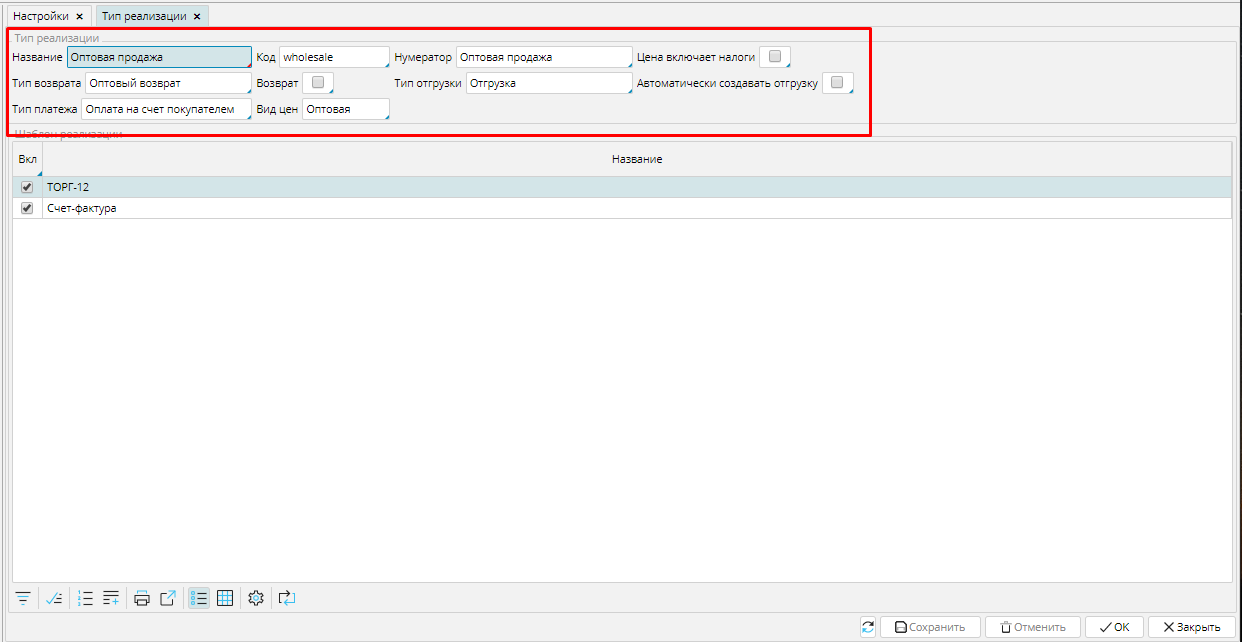 Настройки × Тип реализации ×
Тип реализации
Название Оптовая продажа Код wholesale Нумератор Оптовая продажа Цена включает налоги
Тип возврата Оптовый возврат Возврат Тип отгрузки Отгрузка Автоматически создавать отгрузку
Тип платежа Оплата на счет покупателем Вид цен Оптовая
Шаблон реализации
Вкл Название
ТОРГ-12
Счет-фактура
Сохранить Отменить ОК Закрыть